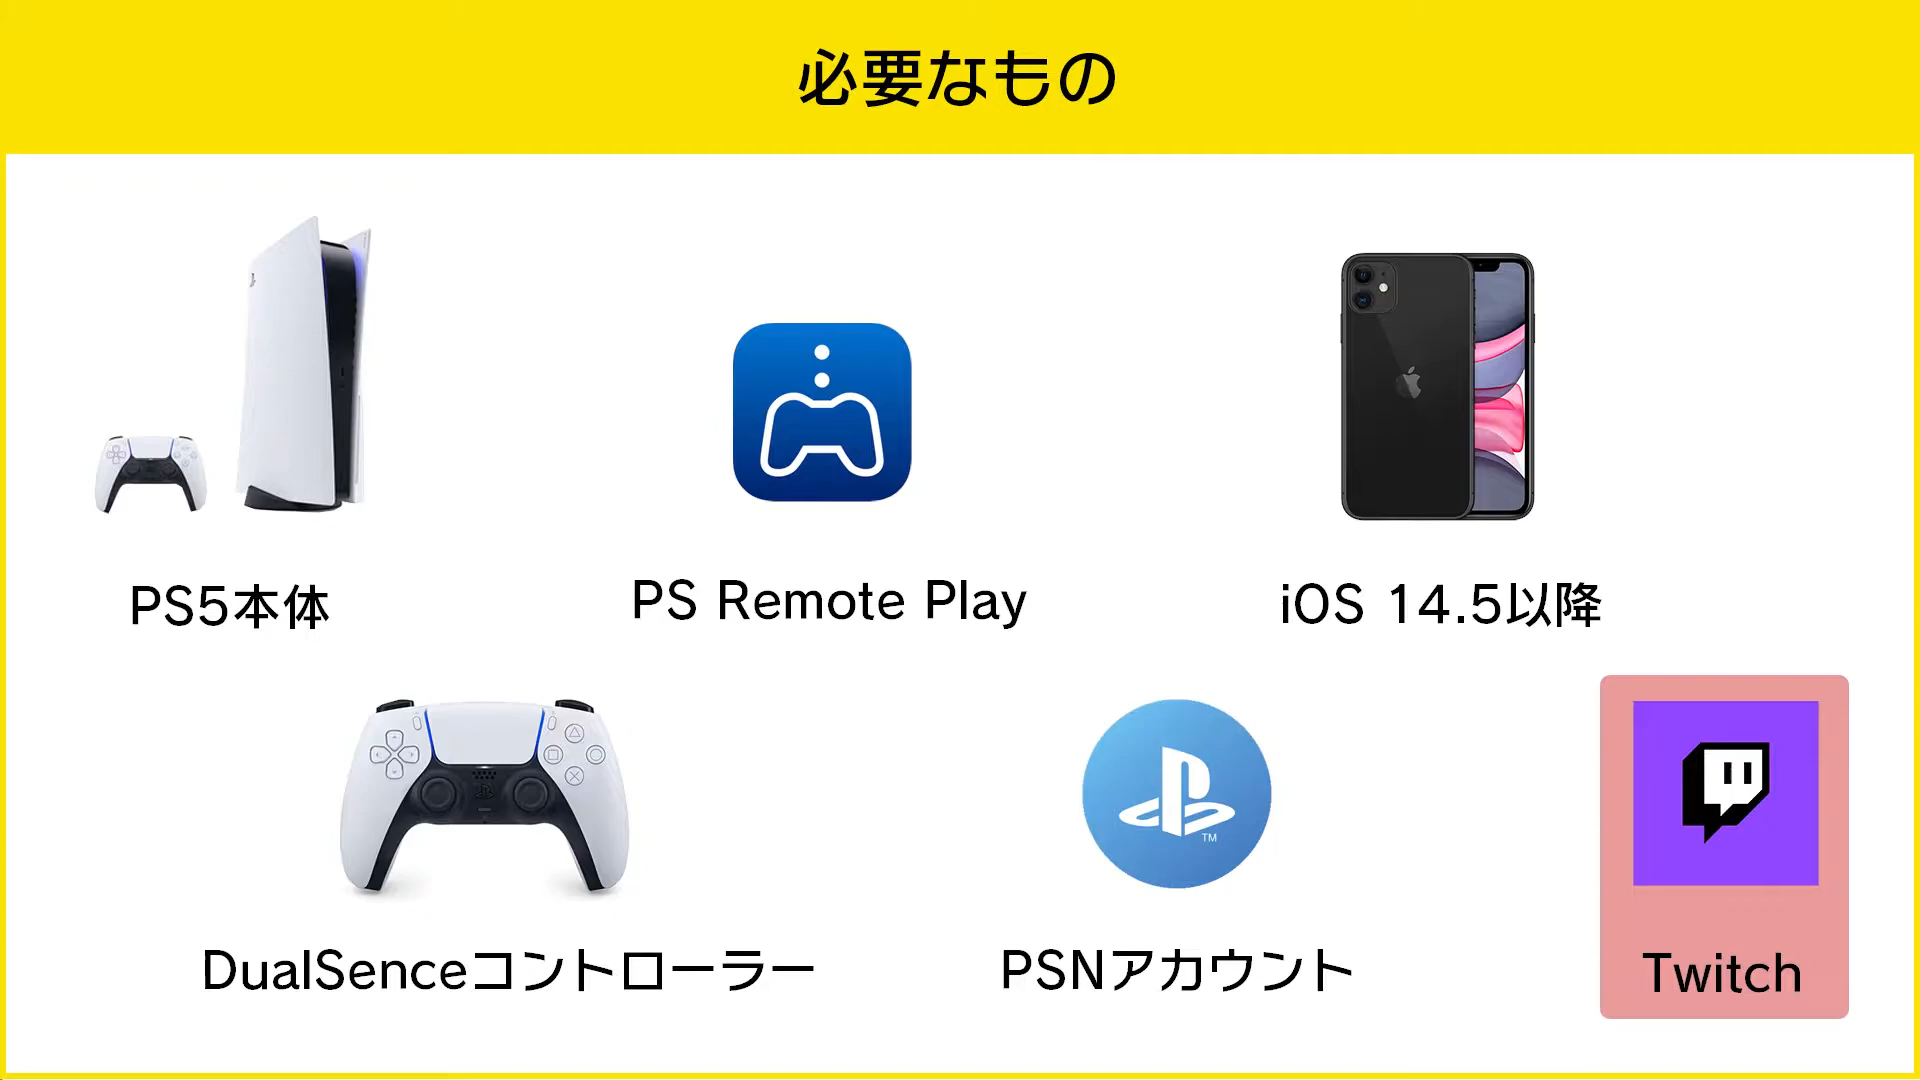 必要なもの
PS5本体
PS Remote Play
iOS 14.5以降
DualSenceコントローラー
PSNアカウント
TM
Twitch